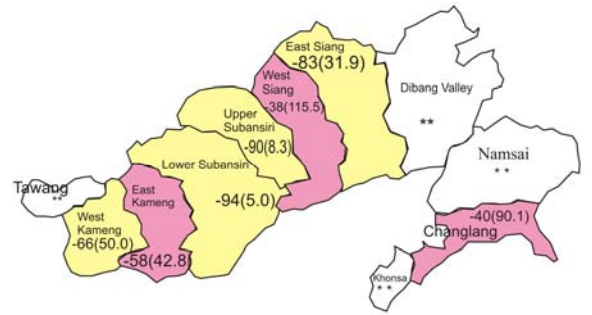 East Siang
-83(31.9)
West
Siang
-38(115.5)
Dibang Valley
**
Upper
Subansiri
-90(8.3)
Namsai
* *
Lower Subansiri
-94(5.0)
Tawang
**
East
Kameng
-58(42.8)
West
Kameng
-66(50.0)
-40(90.1)
Changlang
Khonsa
* *